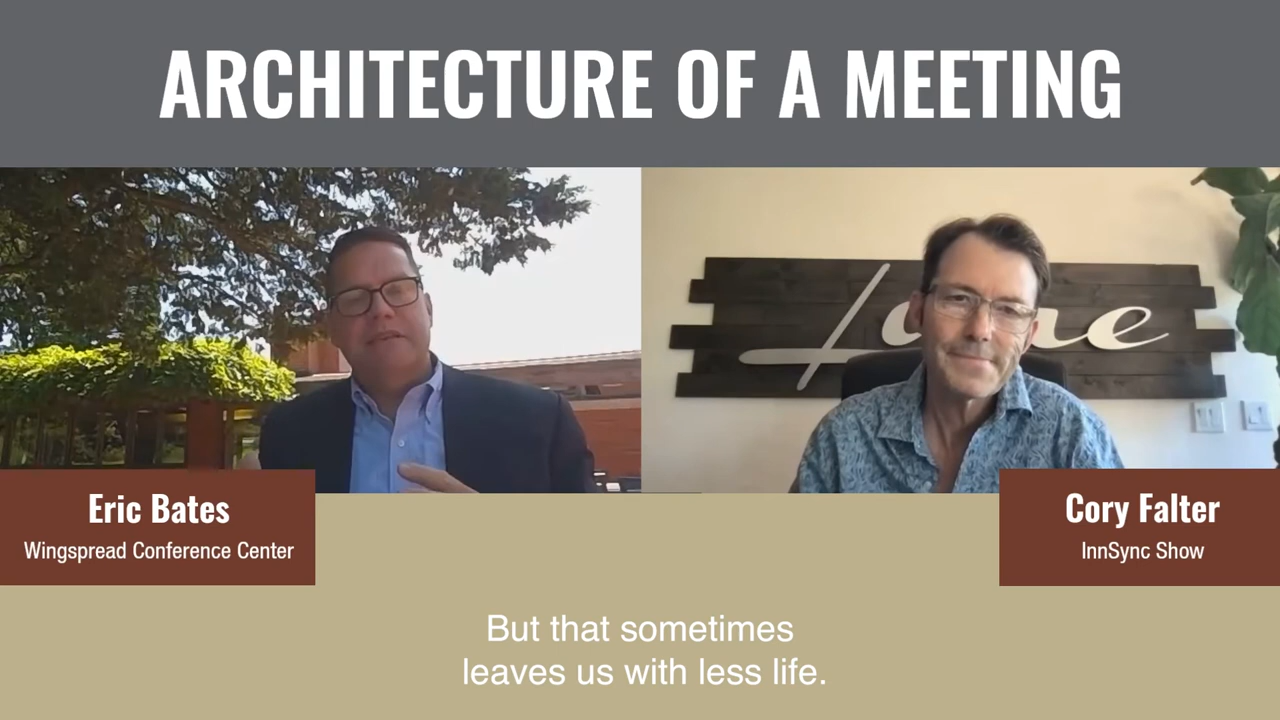 ARCHITECTURE OF A MEETING
Eric Bates
Wingspread Conference Center
Cory Falter
InnSync Show
But that sometimes
leaves us with less life.